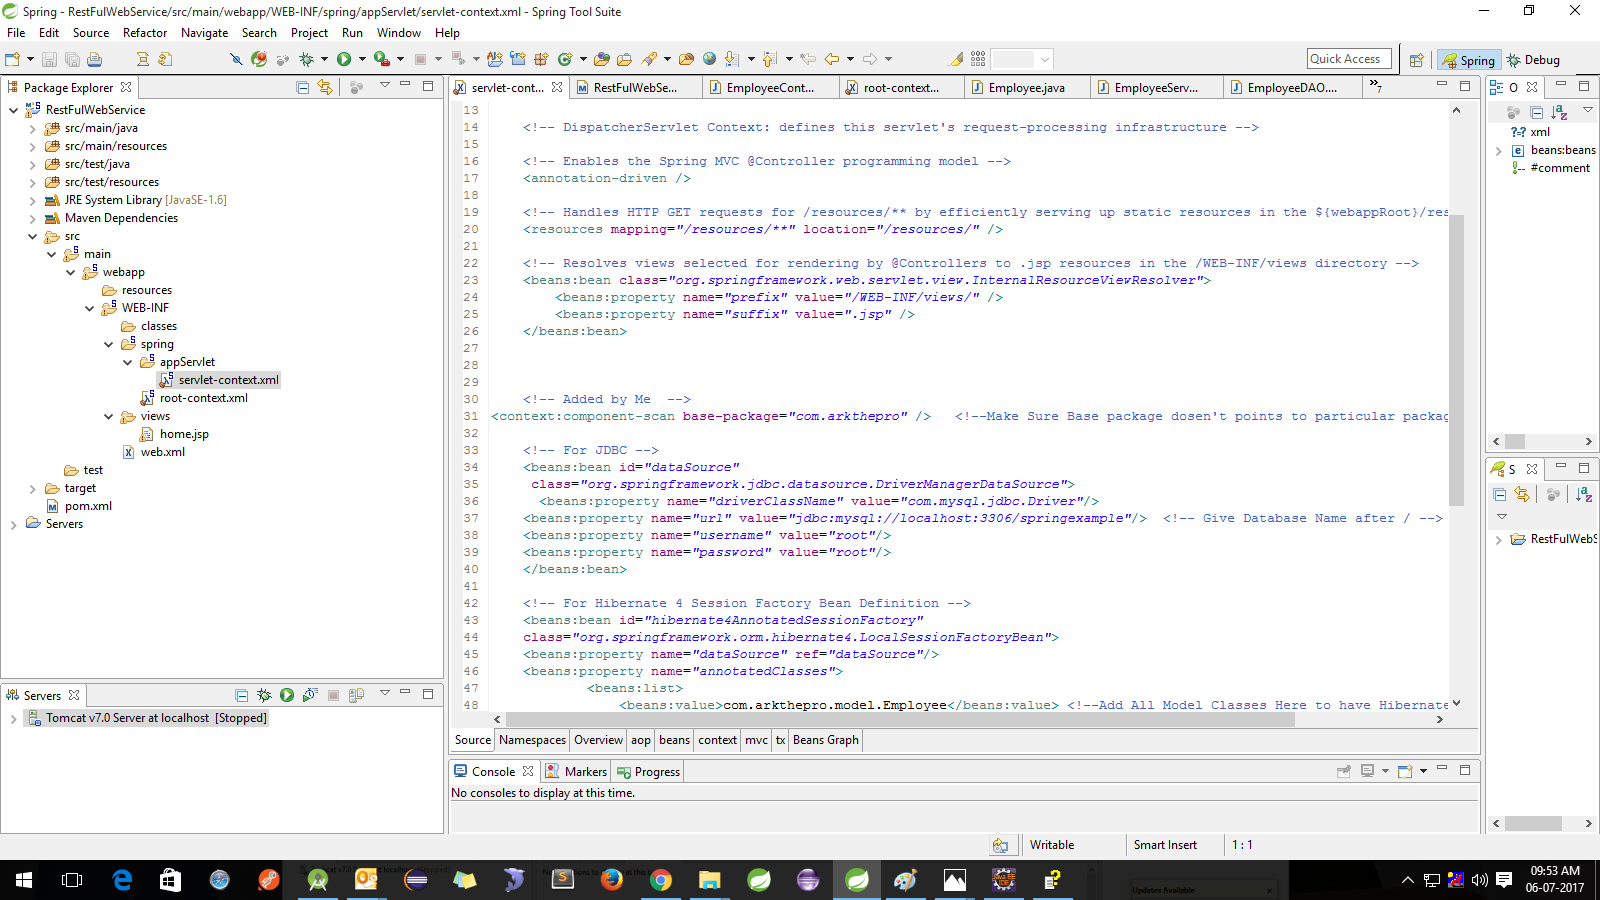 Spring - RestFulWebService/src/main/webapp/WEB-INF/spring/appServlet/servlet-context.xml - Spring Tool Suite
File Edit Source Refactor Navigate Search Project Run Window Help
Quick Access
Spring
Debug
Package Explorer
RestFulWebService
src/main/java
src/main/resources
src/test/java
src/test/resources
JRE System Library [JavaSE-1.6]
Maven Dependencies
src
main
webapp
resources
WEB-INF
classes
spring
appServlet
servlet-context.xml
root-context.xml
views
home.jsp
web.xml
test
target
pom.xml
Servers
Servers
Tomcat v7.0 Server at localhost [Stopped]
servlet-cont... RestFulWebSe... EmployeeCont... root-context... Employee.java EmployeeServ... EmployeeDAO.... 7
13
14 <!-- DispatcherServlet Context: defines this servlet's request-processing infrastructure -->
15
16 <!-- Enables the Spring MVC @Controller programming model -->
17 <annotation-driven />
18
19 <!-- Handles HTTP GET requests for /resources/** by efficiently serving up static resources in the ${webappRoot}/res
20 <resources mapping="/resources/**" location="/resources/" />
21
22 <!-- Resolves views selected for rendering by @Controllers to .jsp resources in the /WEB-INF/views directory -->
23 <beans:bean class="org.springframework.web.servlet.view.InternalResourceViewResolver">
24 <beans:property name="prefix" value="/WEB-INF/views/" />
25 <beans:property name="suffix" value=".jsp" />
26 </beans:bean>
27
28
29
30 <!-- Added by Me -->
31 <context:component-scan base-package="com.arkthepro" /> <!--Make Sure Base package dosen't points to particular packag
32
33 <!-- For JDBC -->
34 <beans:bean id="dataSource"
35 class="org.springframework.jdbc.datasource.DriverManagerDataSource">
36 <beans:property name="driverClassName" value="com.mysql.jdbc.Driver"/>
37 <beans:property name="url" value="jdbc:mysql://localhost:3306/springexample"/> <!-- Give Database Name after / -->
38 <beans:property name="username" value="root"/>
39 <beans:property name="password" value="root"/>
40 </beans:bean>
41
42 <!-- For Hibernate 4 Session Factory Bean Definition -->
43 <beans:bean id="hibernate4AnnotatedSessionFactory"
44 class="org.springframework.orm.hibernate4.LocalSessionFactoryBean">
45 <beans:property name="dataSource" ref="dataSource"/>
46 <beans:property name="annotatedClasses">
47 <beans:list>
48 <beans:value>com.arkthepro.model.Employee</beans:value> <!--Add All Model Classes Here to have Hibernate
Source Namespaces Overview aop beans context mvc tx Beans Graph
Console Markers Progress
No consoles to display at this time.
O
xml
beans:beans
#comment
S
RestFulWebS
Writable Smart Insert 1 : 1
Updates Available
09:53 AM
06-07-2017